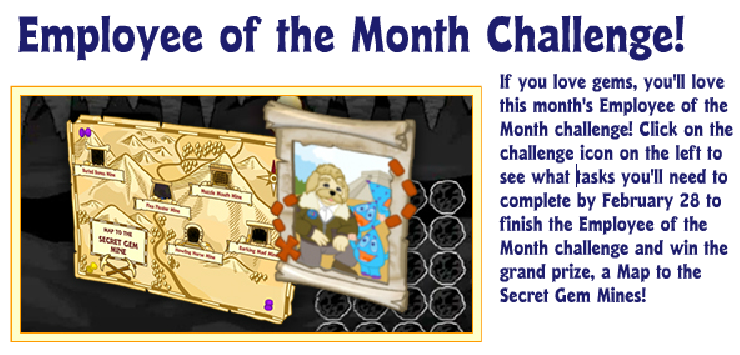 Employee of the Month Challenge!
If you love gems, you'll love
this month's Employee of the
Month challenge! Click on the
challenge icon on the left to
see what tasks you'll need to
complete by February 28 to
finish the Employee of the
Month challenge and win the
grand prize, a Map to the
Secret Gem Mines!
MAP TO THE
SECRET GEM
MINE